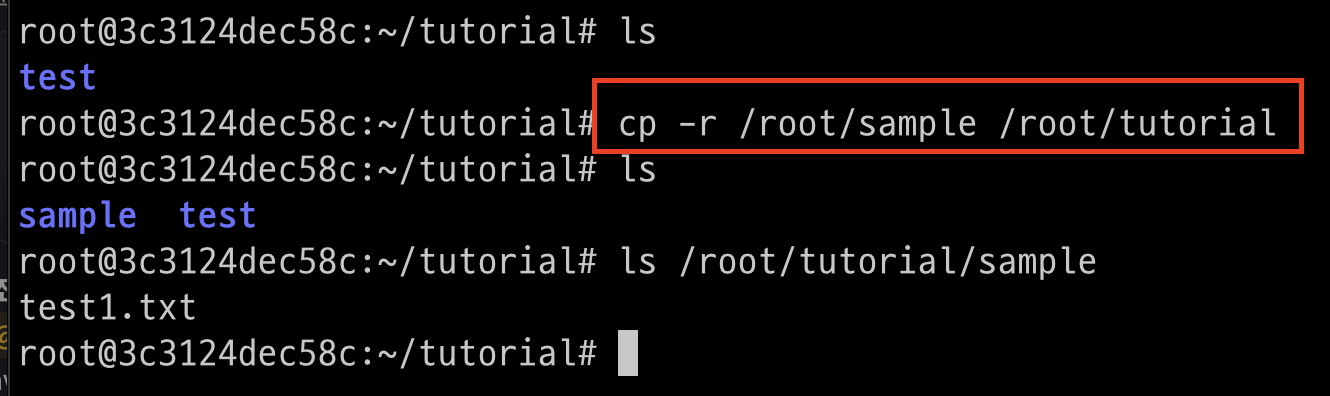 root@3c3124dec58c:~/tutorial# ls
test
root@3c3124dec58c:~/tutorial# cp -r /root/sample /root/tutorial
root@3c3124dec58c:~/tutorial# ls
sample  test
root@3c3124dec58c:~/tutorial# ls /root/tutorial/sample
test1.txt
root@3c3124dec58c:~/tutorial#